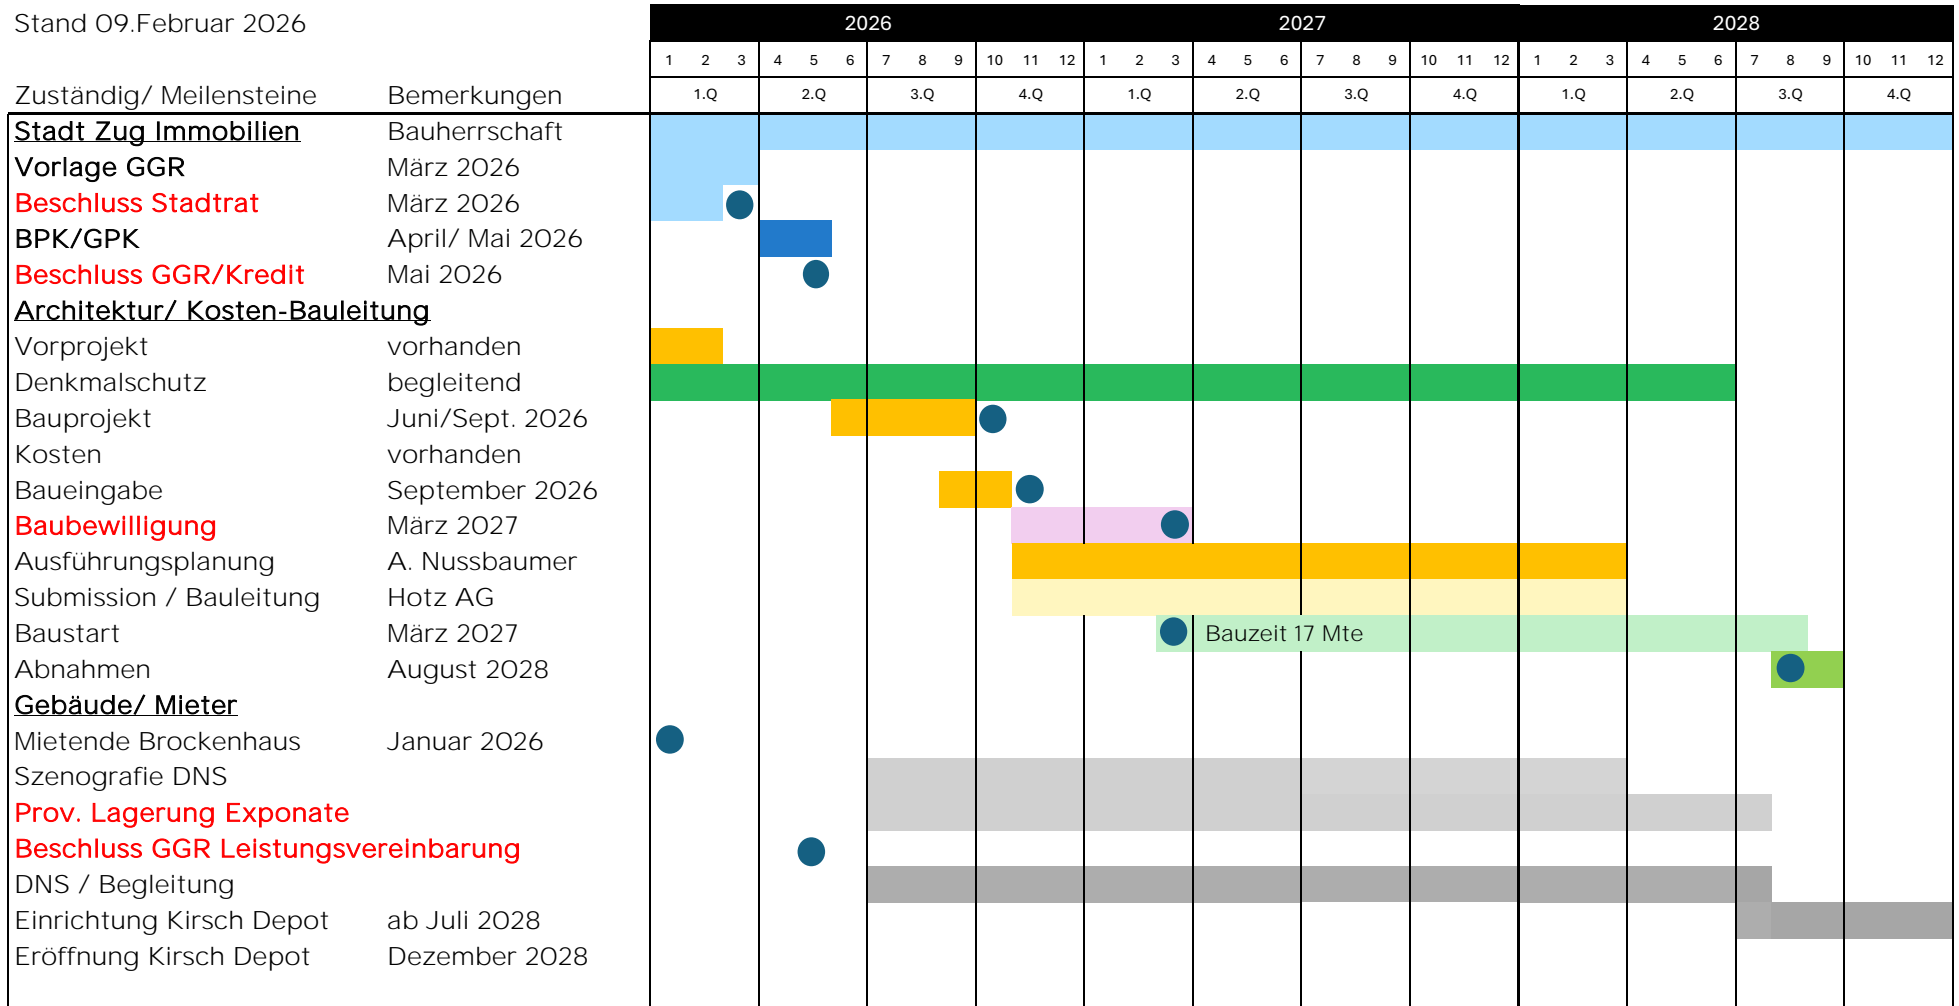 Stand 09.Februar 2026
2026 2027 2028
1 2 3 4 5 6 7 8 9 10 11 12 1 2 3 4 5 6 7 8 9 10 11 12 1 2 3 4 5 6 7 8 9 10 11 12
Zuständig/ Meilensteine Bemerkungen 1.Q 2.Q 3.Q 4.Q 1.Q 2.Q 3.Q 4.Q 1.Q 2.Q 3.Q 4.Q
Stadt Zug Immobilien Bauherrschaft
Vorlage GGR März 2026
Beschluss Stadtrat März 2026
BPK/GPK April/ Mai 2026
Beschluss GGR/Kredit Mai 2026
Architektur/ Kosten-Bauleitung
Vorprojekt vorhanden
Denkmalschutz begleitend
Bauprojekt Juni/Sept. 2026
Kosten vorhanden
Baueingabe September 2026
Baubewilligung März 2027
Ausführungsplanung A. Nussbaumer
Submission / Bauleitung Hotz AG
Baustart März 2027 Bauzeit 17 Mte
Abnahmen August 2028
Gebäude/ Mieter
Mietende Brockenhaus Januar 2026
Szenografie DNS
Prov. Lagerung Exponate
Beschluss GGR Leistungsvereinbarung
DNS / Begleitung
Einrichtung Kirsch Depot ab Juli 2028
Eröffnung Kirsch Depot Dezember 2028